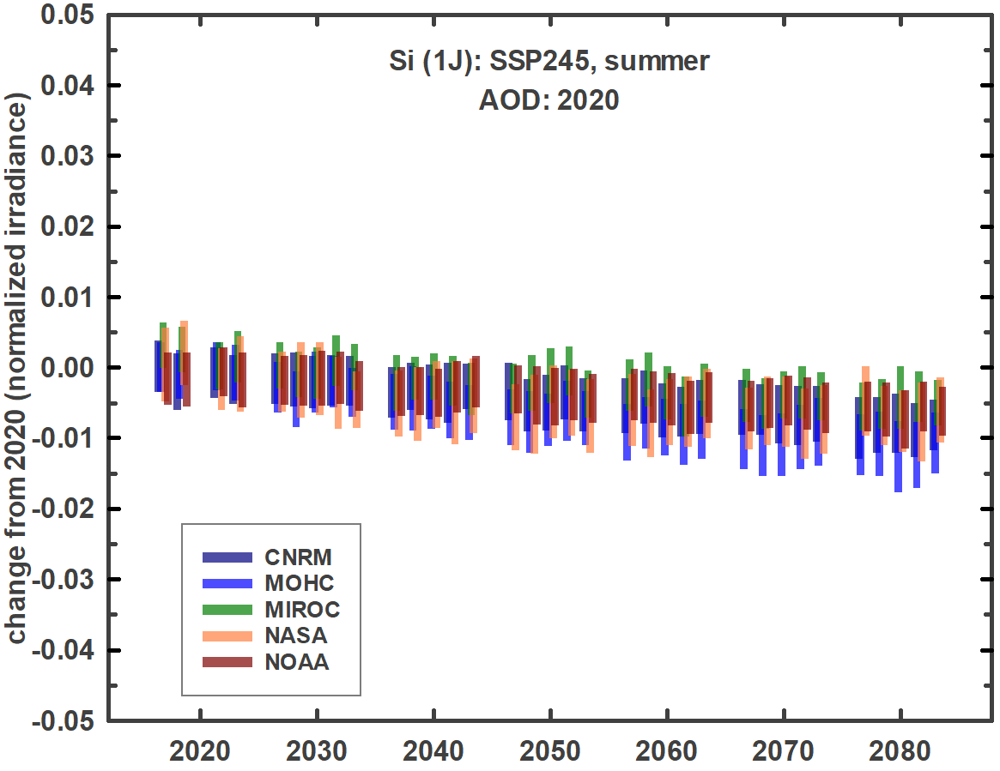 Si (1J): SSP245, summer
AOD: 2020
change from 2020 (normalized irradiance)
0.05
0.04
0.03
0.02
0.01
0.00
-0.01
-0.02
-0.03
-0.04
-0.05
CNRM
MOHC
MIROC
NASA
NOAA
2020 2030 2040 2050 2060 2070 2080